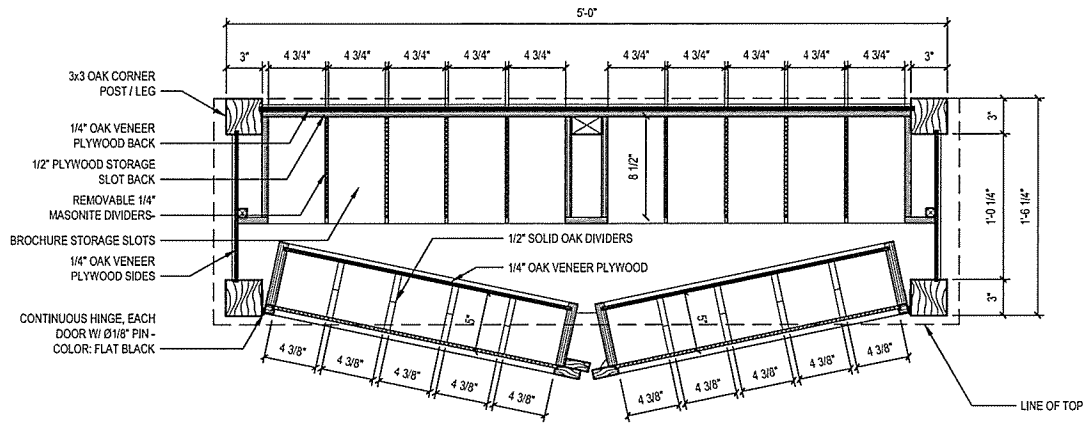 5'-0"
3" 4 3/4" 4 3/4" 4 3/4" 4 3/4" 4 3/4" 4 3/4" 4 3/4" 4 3/4" 4 3/4" 4 3/4" 3"
3x3 OAK CORNER
POST / LEG
1/4" OAK VENEER
PLYWOOD BACK
1/2" PLYWOOD STORAGE
SLOT BACK
REMOVABLE 1/4"
MASONITE DIVIDERS
BROCHURE STORAGE SLOTS
1/4" OAK VENEER
PLYWOOD SIDES
CONTINUOUS HINGE, EACH
DOOR W/ Ø1/8" PIN -
COLOR: FLAT BLACK
8 1/2"
3"
1'-0 1/4"
1'-6 1/4"
3"
1/2" SOLID OAK DIVIDERS
1/4" OAK VENEER PLYWOOD
5"
5"
4 3/8"
4 3/8"
4 3/8"
4 3/8"
4 3/8"
4 3/8"
4 3/8"
4 3/8"
4 3/8"
4 3/8"
LINE OF TOP